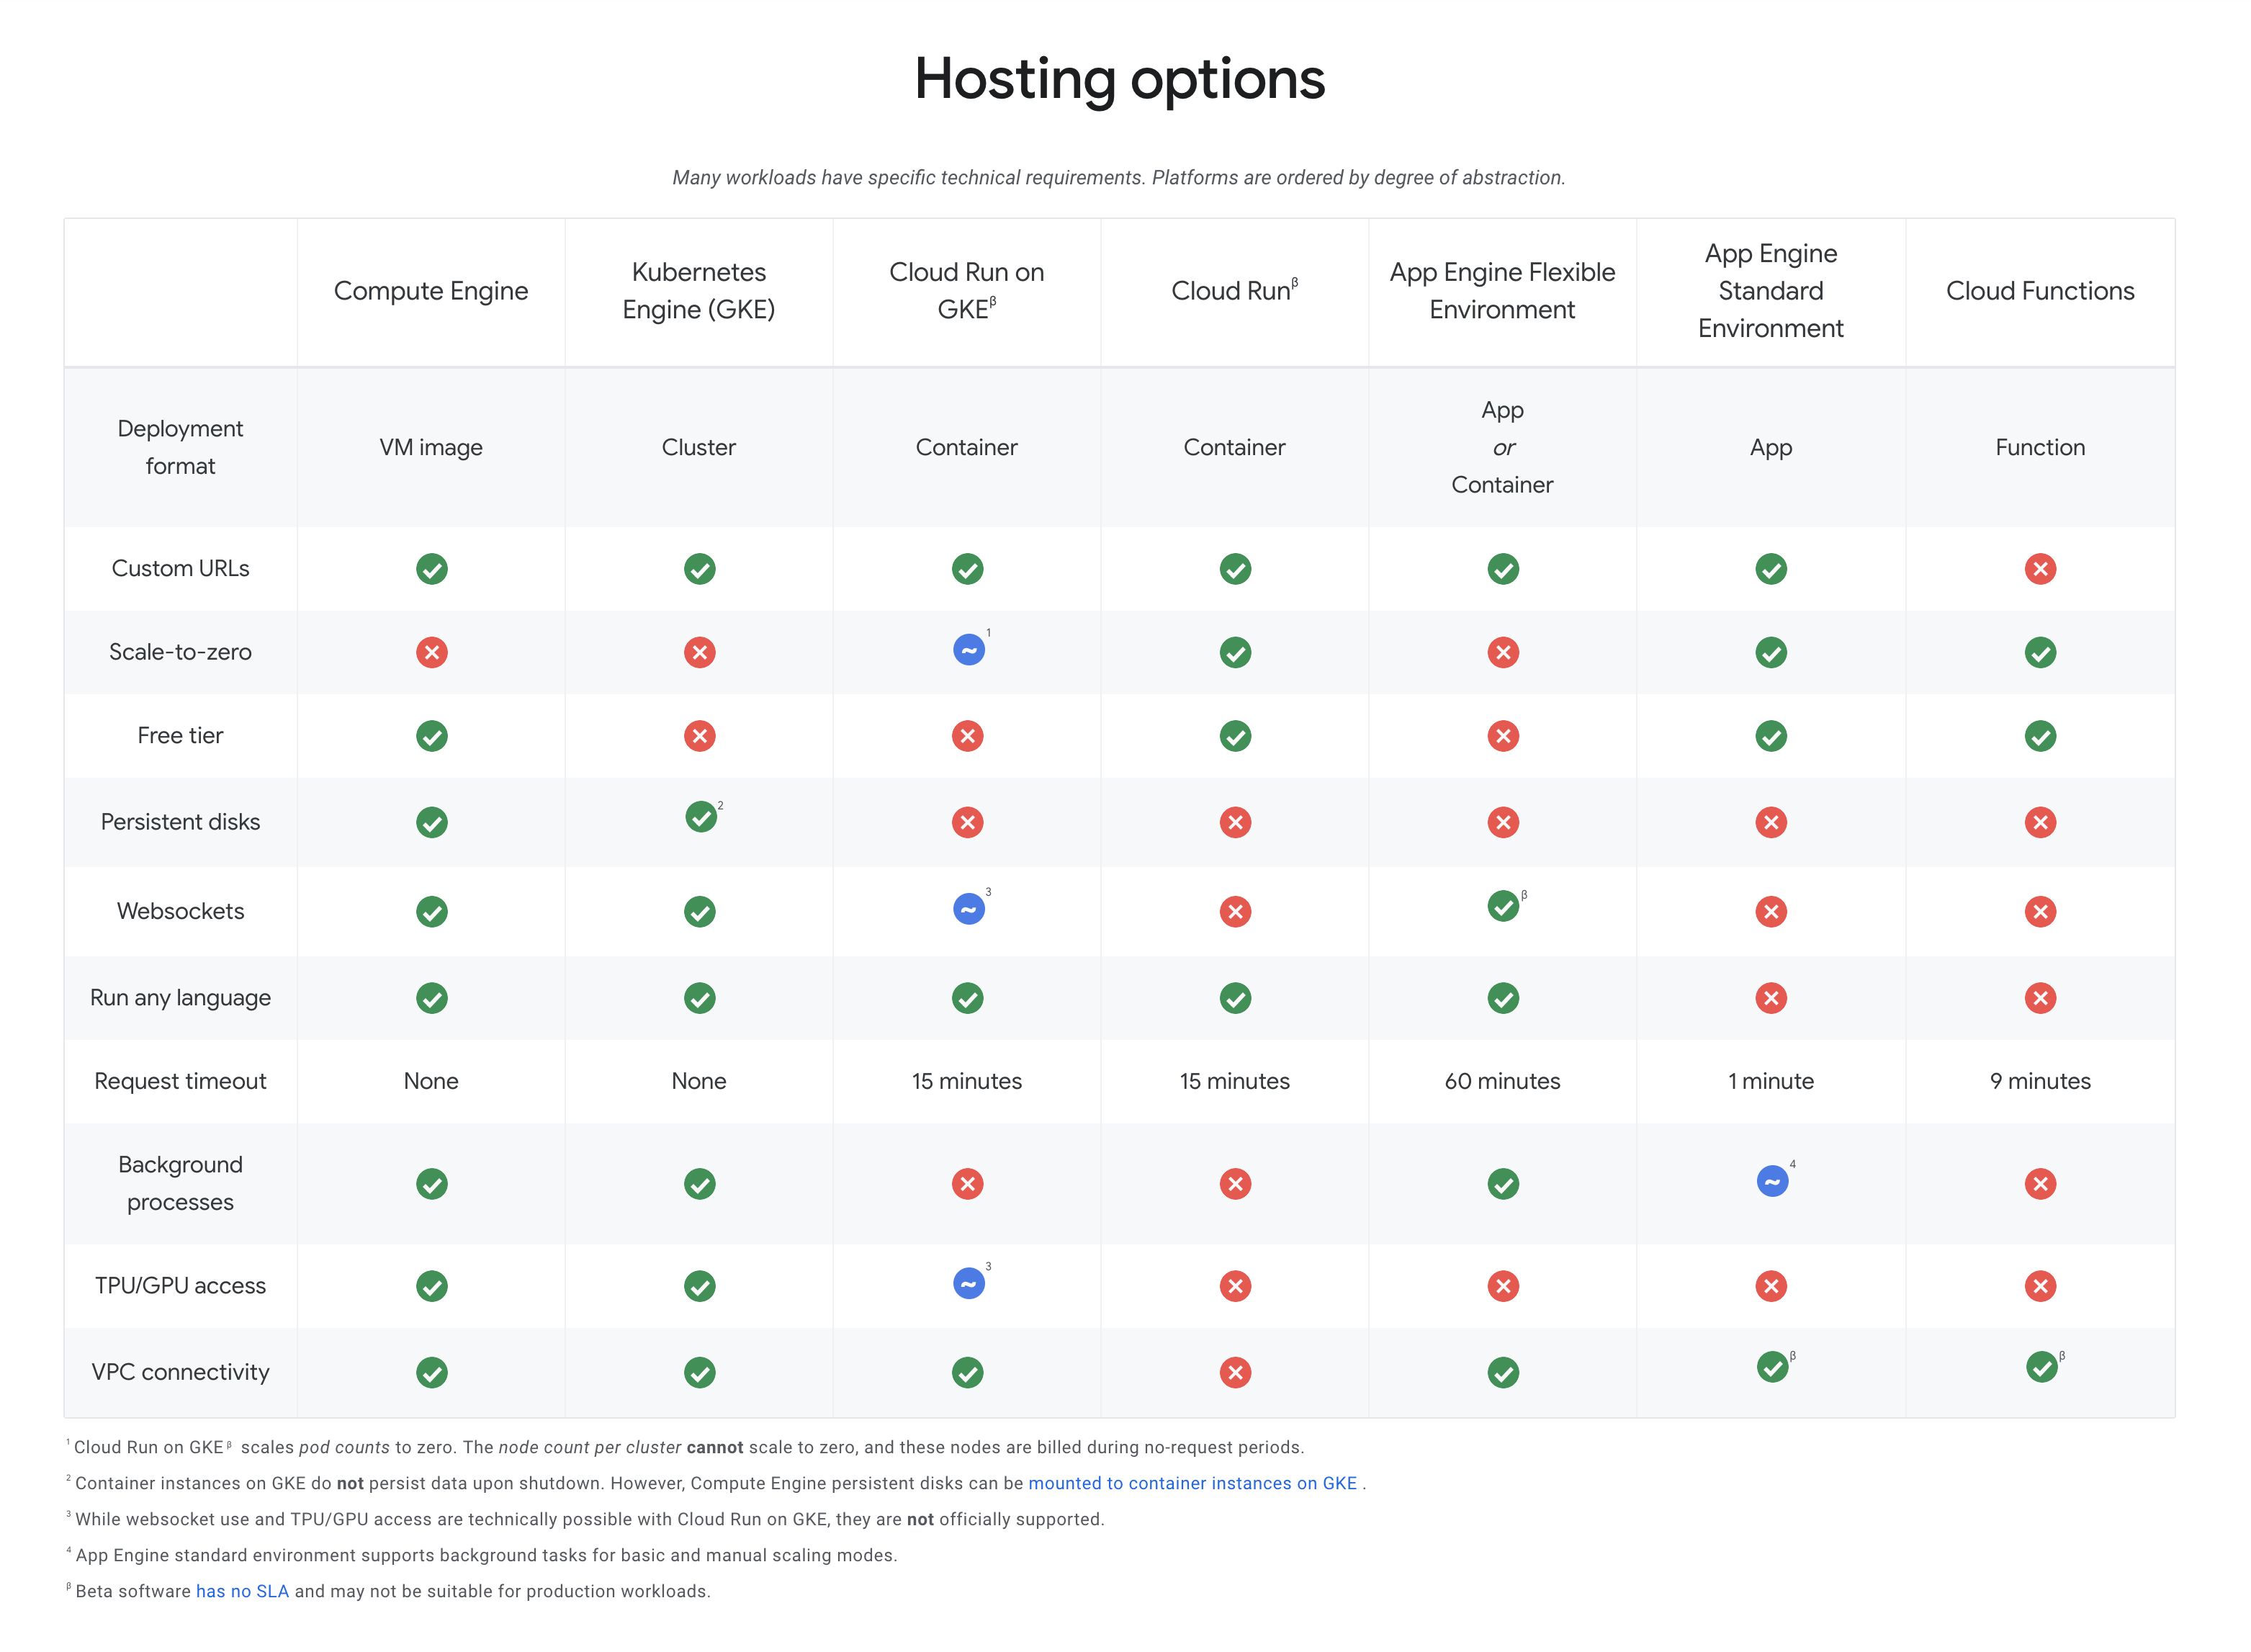 Hosting options
Many workloads have specific technical requirements. Platforms are ordered by degree of abstraction.
Compute Engine
Kubernetes
Engine (GKE)
Cloud Run on
GKEᵝ
Cloud Runᵝ
App Engine Flexible
Environment
App Engine
Standard
Environment
Cloud Functions
Deployment
format
VM image
Cluster
Container
Container
App
or
Container
App
Function
Custom URLs
Scale-to-zero
1
Free tier
Persistent disks
2
Websockets
3
β
Run any language
Request timeout
None
None
15 minutes
15 minutes
60 minutes
1 minute
9 minutes
Background
processes
4
TPU/GPU access
3
VPC connectivity
β
β
¹ Cloud Run on GKE ᵝ scales pod counts to zero. The node count per cluster cannot scale to zero, and these nodes are billed during no-request periods.
² Container instances on GKE do not persist data upon shutdown. However, Compute Engine persistent disks can be mounted to container instances on GKE .
³ While websocket use and TPU/GPU access are technically possible with Cloud Run on GKE, they are not officially supported.
⁴ App Engine standard environment supports background tasks for basic and manual scaling modes.
ᵝ Beta software has no SLA and may not be suitable for production workloads.